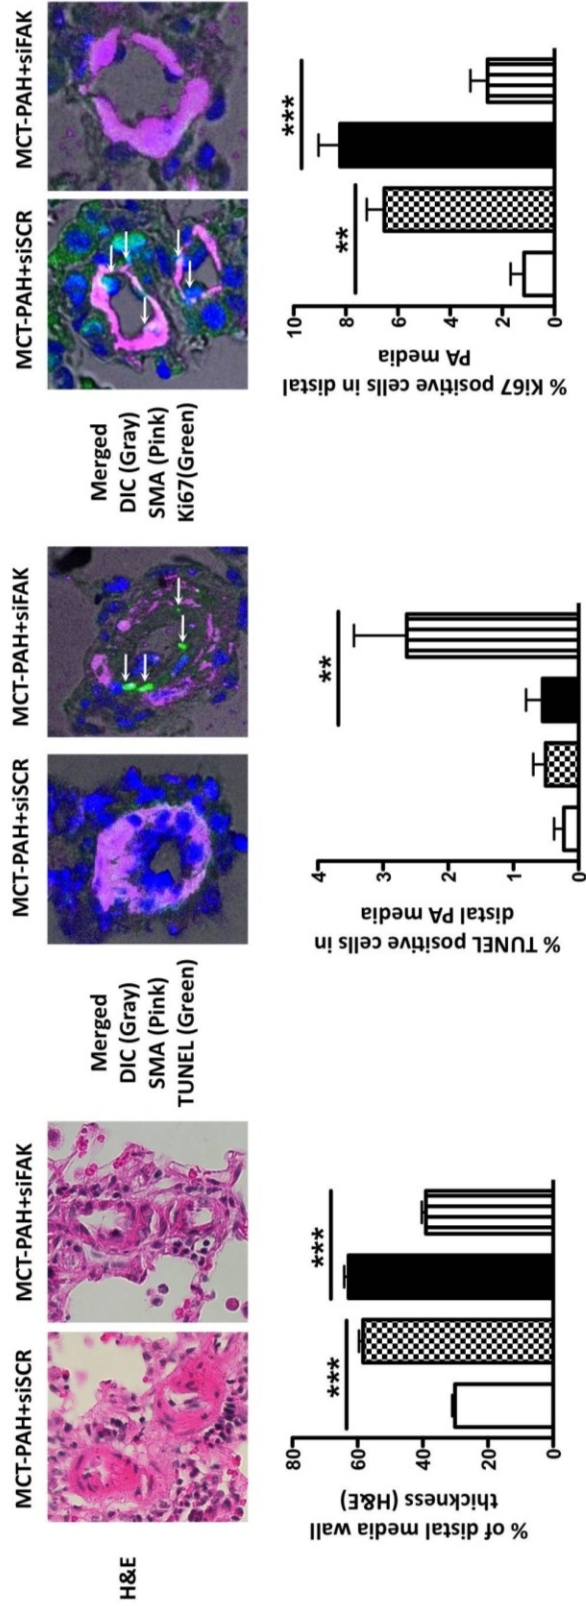 MCT-PAH+siSCR
MCT-PAH+siFAK
H&E
% of distal media wall
thickness (H&E)
80
60
40
20
0
***
***
MCT-PAH+siSCR
MCT-PAH+siFAK
Merged
DIC (Gray)
SMA (Pink)
TUNEL (Green)
% TUNEL positive cells in
distal PA media
4
3
2
1
0
**
MCT-PAH+siSCR
MCT-PAH+siFAK
Merged
DIC (Gray)
SMA (Pink)
Ki67(Green)
% Ki67 positive cells in distal
PA media
10
8
6
4
2
0
**
***